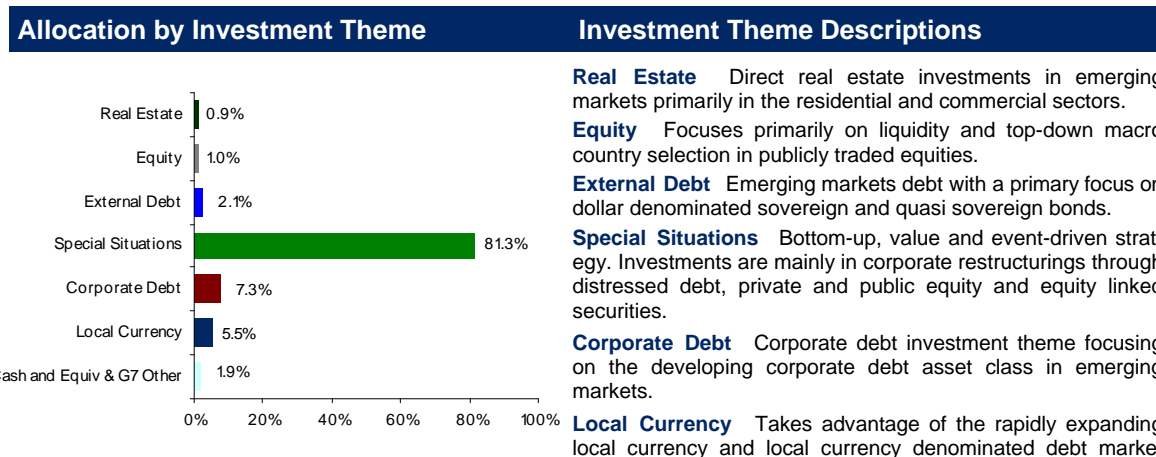 Allocation by Investment Theme
Real Estate 0.9%
Equity 1.0%
External Debt 2.1%
Special Situations 81.3%
Corporate Debt 7.3%
Local Currency 5.5%
ash and Equiv & G7 Other 1.9%
0% 20% 40% 60% 80% 100%
Investment Theme Descriptions
Real Estate Direct real estate investments in emerging
markets primarily in the residential and commercial sectors.
Equity Focuses primarily on liquidity and top-down macro
country selection in publicly traded equities.
External Debt Emerging markets debt with a primary focus on
dollar denominated sovereign and quasi sovereign bonds.
Special Situations Bottom-up, value and event-driven strat
egy. Investments are mainly in corporate restructurings through
distressed debt, private and public equity and equity linked
securities.
Corporate Debt Corporate debt investment theme focusing
on the developing corporate debt asset class in emerging
markets.
Local Currency Takes advantage of the rapidly expanding
local currency and local currency denominated debt market